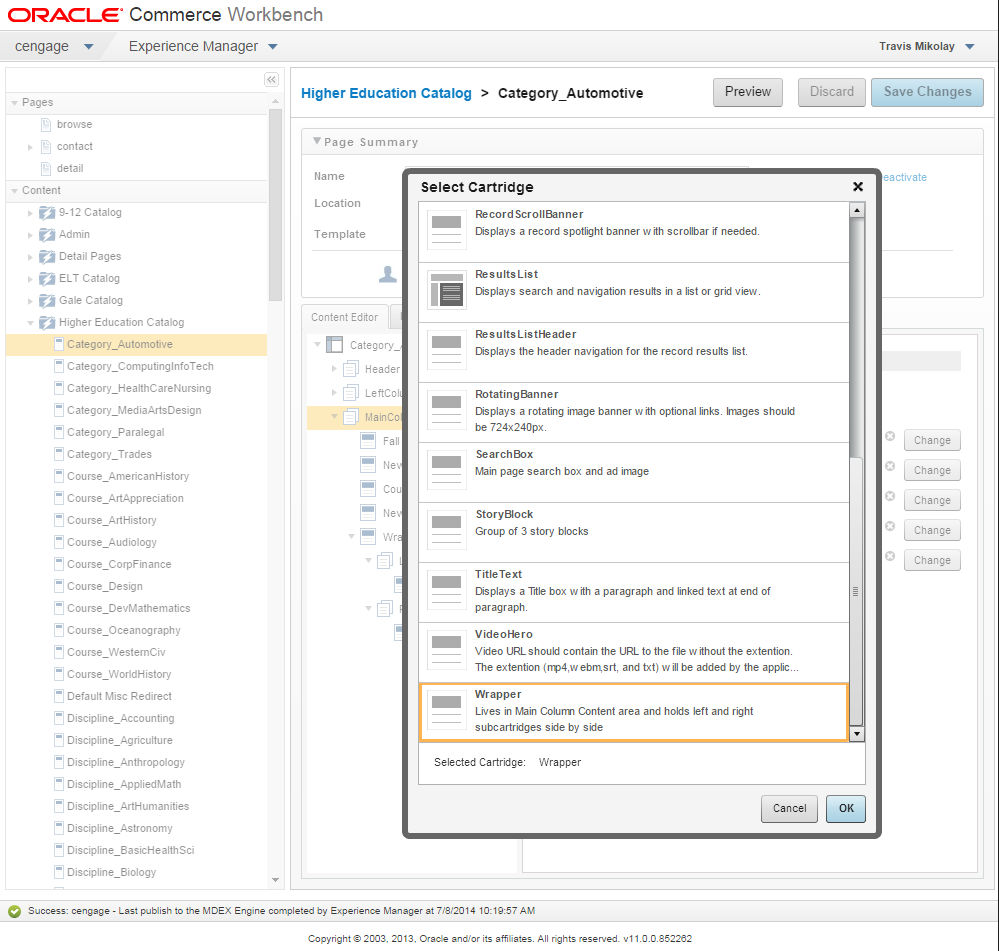 ORACLE Commerce Workbench
cengage Experience Manager Travis Mikolay
Pages
browse
contact
detail
Content
9-12 Catalog
Admin
Detail Pages
ELT Catalog
Gale Catalog
Higher Education Catalog
Category_Automotive
Category_ComputingInfoTech
Category_HealthCareNursing
Category_MediaArtsDesign
Category_Paralegal
Category_Trades
Course_AmericanHistory
Course_ArtAppreciation
Course_ArtHistory
Course_Audiology
Course_CorpFinance
Course_Design
Course_DevMathematics
Course_Oceanography
Course_WesternCiv
Course_WorldHistory
Default Misc Redirect
Discipline_Accounting
Discipline_Agriculture
Discipline_Anthropology
Discipline_AppliedMath
Discipline_ArtHumanities
Discipline_Astronomy
Discipline_BasicHealthSci
Discipline_Biology
Higher Education Catalog > Category_Automotive
Preview Discard Save Changes
Page Summary
Name
Location
Template
eactivate
Content Editor
Category_
Header
LeftColu
MainCol
Fall
New
Cou
New
Wra
Change
Change
Change
Change
Change
Select Cartridge
RecordScrollBanner
Displays a record spotlight banner with scrollbar if needed.
ResultsList
Displays search and navigation results in a list or grid view.
ResultsListHeader
Displays the header navigation for the record results list.
RotatingBanner
Displays a rotating image banner with optional links. Images should
be 724x240px.
SearchBox
Main page search box and ad image
StoryBlock
Group of 3 story blocks
TitleText
Displays a Title box with a paragraph and linked text at end of
paragraph.
VideoHero
Video URL should contain the URL to the file without the extention.
The extention (mp4,webm,srt, and txt) will be added by the applic...
Wrapper
Lives in Main Column Content area and holds left and right
subcartridges side by side
Selected Cartridge: Wrapper
Cancel OK
Success: cengage - Last publish to the MDEX Engine completed by Experience Manager at 7/8/2014 10:19:57 AM
Copyright © 2003, 2013, Oracle and/or its affiliates. All rights reserved. v11.0.0.852262